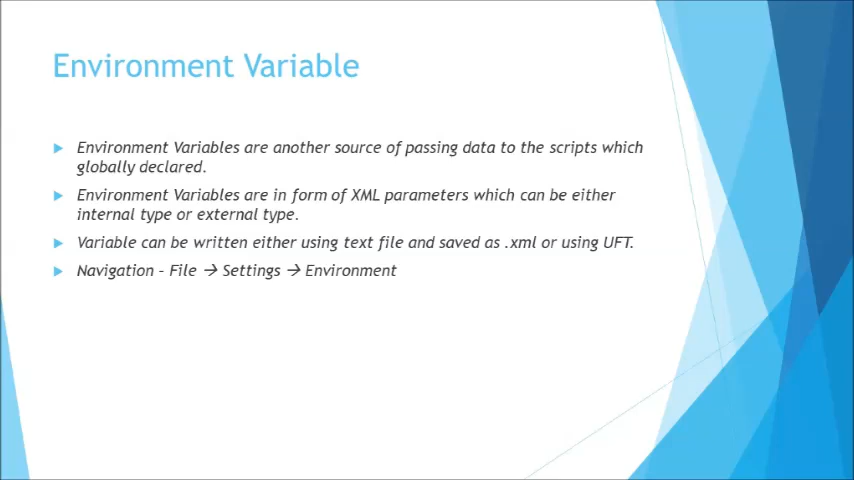 Environment Variable
Environment Variables are another source of passing data to the scripts which
globally declared.
Environment Variables are in form of XML parameters which can be either
internal type or external type.
Variable can be written either using text file and saved as .xml or using UFT.
Navigation – File → Settings → Environment